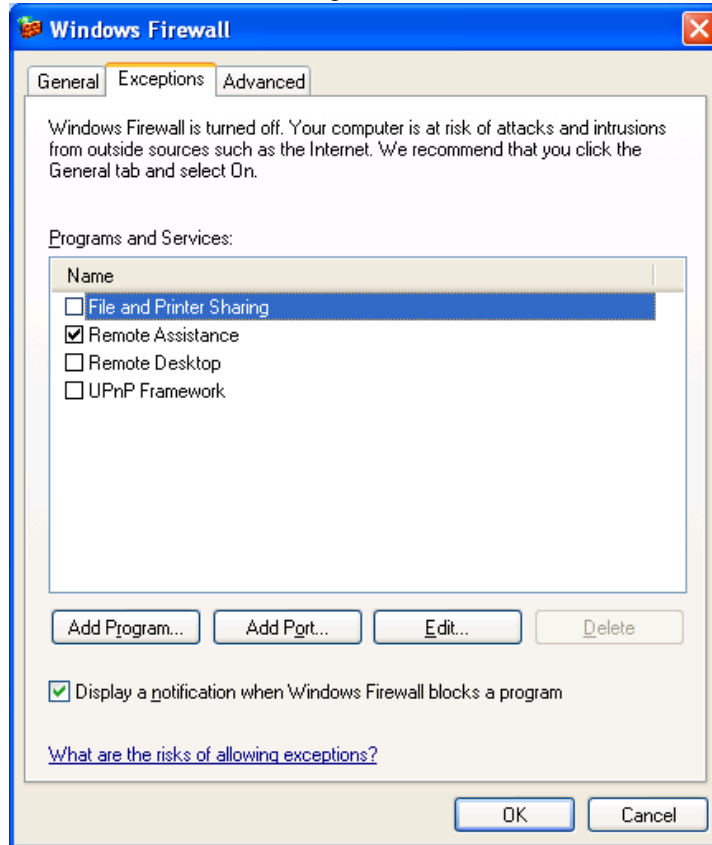 Windows Firewall
General Exceptions Advanced
Windows Firewall is turned off. Your computer is at risk of attacks and intrusions
from outside sources such as the Internet. We recommend that you click the
General tab and select On.
Programs and Services:
Name
File and Printer Sharing
Remote Assistance
Remote Desktop
UPnP Framework
Add Program... Add Port... Edit... Delete
Display a notification when Windows Firewall blocks a program
What are the risks of allowing exceptions?
OK Cancel